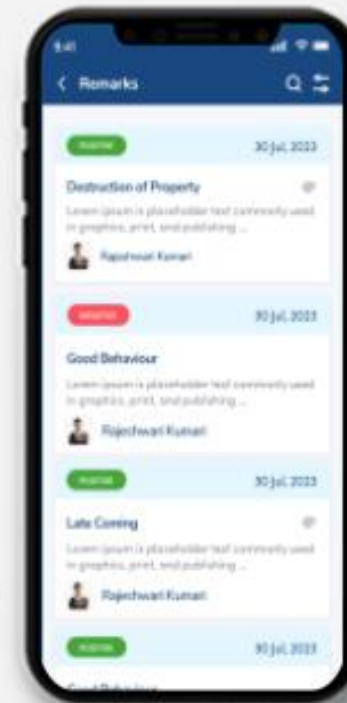 9:41
Remarks
30 Jul, 2023
Destruction of Property
Lorem ipsum is placeholder text commonly used
in graphics, print, and publishing ...
Rajeshwari Kumari
30 Jul, 2023
Good Behaviour
Lorem ipsum is placeholder text commonly used
in graphics, print, and publishing ...
Rajeshwari Kumari
30 Jul, 2023
Late Coming
Lorem ipsum is placeholder text commonly used
in graphics, print, and publishing ...
Rajeshwari Kumari
30 Jul, 2023
Good Behaviour